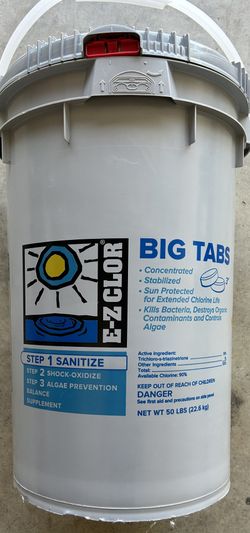 E-Z CLOR®
BIG TABS
• Concentrated
• Stabilized
• Sun Protected
for Extended Chlorine Life
3"
• Kills Bacteria, Destroys Organic
Contaminants and Controls
Algae
STEP 1 SANITIZE
STEP 2 SHOCK-OXIDIZE
STEP 3 ALGAE PREVENTION
BALANCE
SUPPLEMENT
Active Ingredient:
Trichloro-s-triazinetrione
Other Ingredients
Total:
Available Chlorine: 90%
KEEP OUT OF REACH OF CHILDREN
DANGER
See first aid and precautions on side panel
NET WT 50 LBS (22.6 kg)